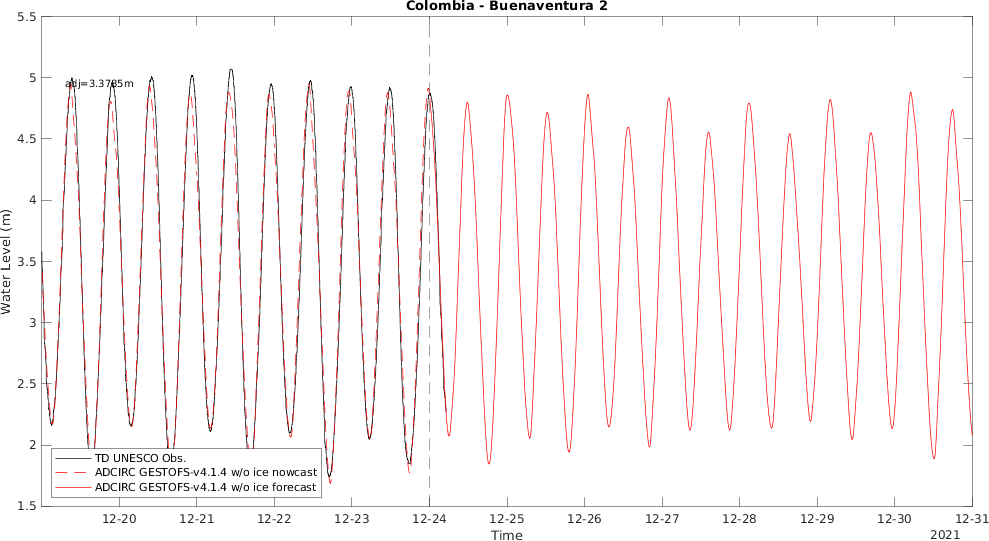 Colombia - Buenaventura 2
5.5
5
4.5
4
3.5
3
2.5
2
1.5
Water Level (m)
adj=3.3785m
TD UNESCO Obs.
ADCIRC GESTOFS-v4.1.4 w/o ice nowcast
ADCIRC GESTOFS-v4.1.4 w/o ice forecast
12-20 12-21 12-22 12-23 12-24 12-25 12-26 12-27 12-28 12-29 12-30 12-31
Time
2021